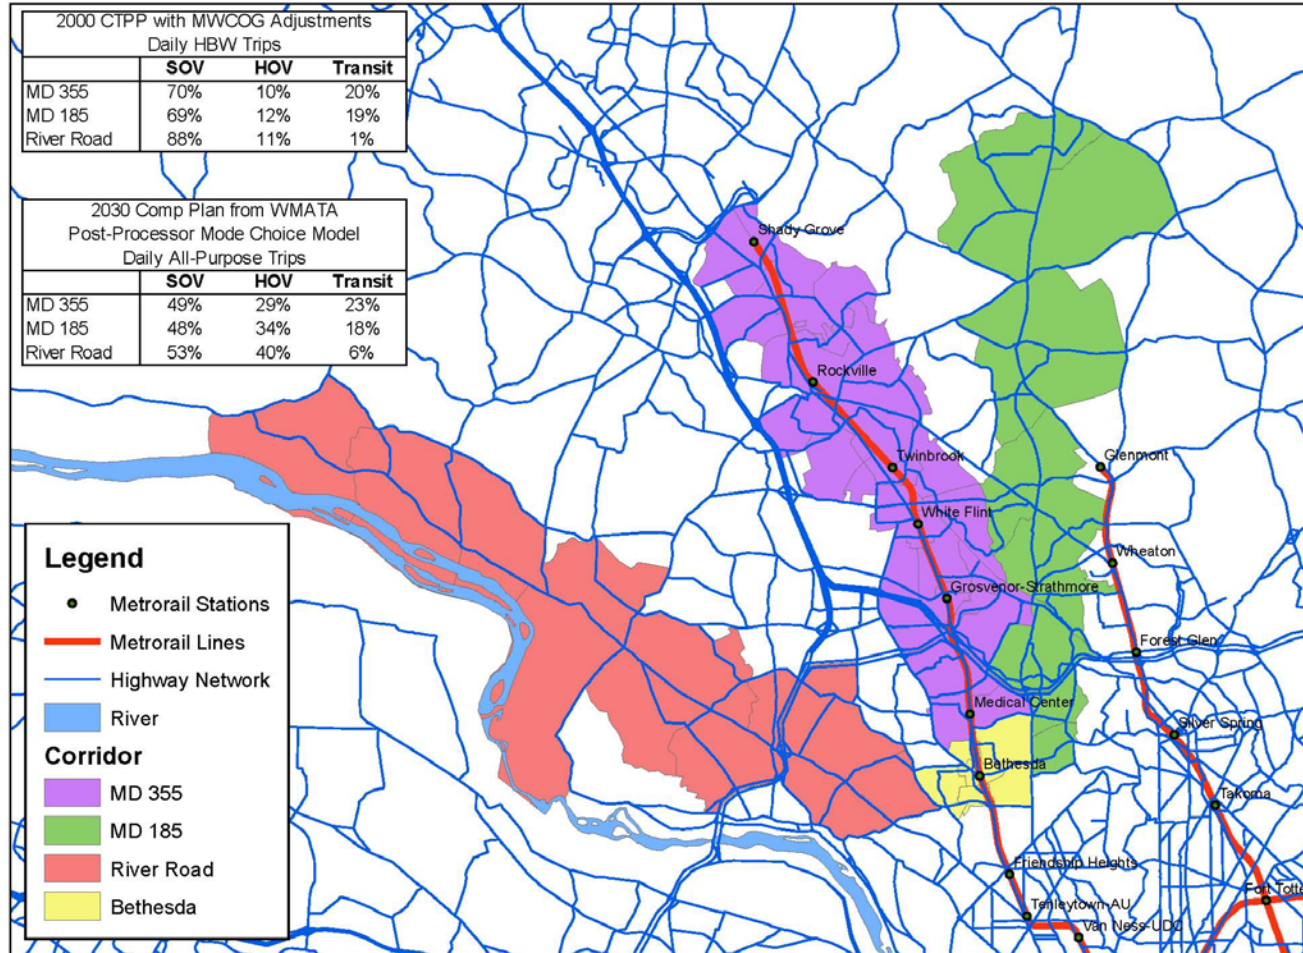 2000 CTPP with MWCOG Adjustments
Daily HBW Trips
SOV HOV Transit
MD 355 70% 10% 20%
MD 185 69% 12% 19%
River Road 88% 11% 1%
2030 Comp Plan from WMATA
Post-Processor Mode Choice Model
Daily All-Purpose Trips
SOV HOV Transit
MD 355 49% 29% 23%
MD 185 48% 34% 18%
River Road 53% 40% 6%
Shady Grove
Rockville
Twinbrook
Glenmont
White Flint
Wheaton
Grosvenor-Strathmore
Forest Glen
Medical Center
Silver Spring
Bethesda
Takoma
Friendship Heights
Fort Totte
Tenleytown-AU
Van Ness-UDC
Legend
Metrorail Stations
Metrorail Lines
Highway Network
River
Corridor
MD 355
MD 185
River Road
Bethesda